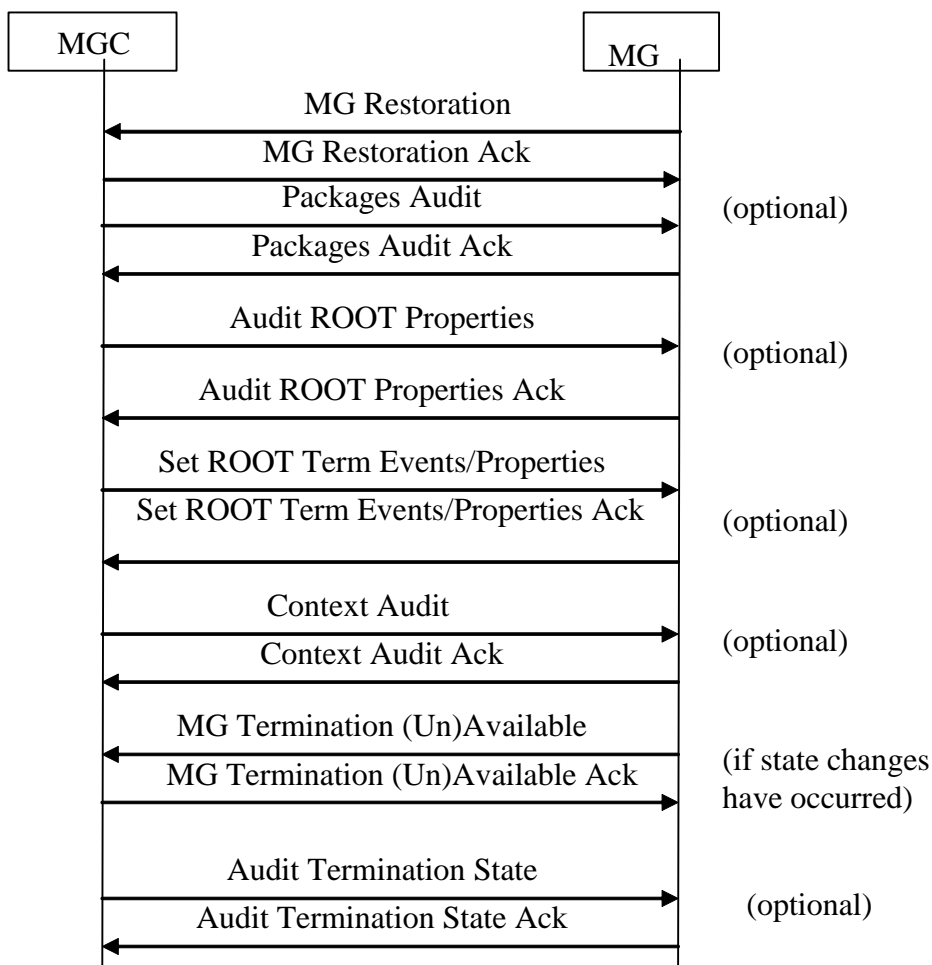 MGC
MG
MG Restoration
MG Restoration Ack
Packages Audit
(optional)
Packages Audit Ack
Audit ROOT Properties
(optional)
Audit ROOT Properties Ack
Set ROOT Term Events/Properties
Set ROOT Term Events/Properties Ack
(optional)
Context Audit
(optional)
Context Audit Ack
MG Termination (Un)Available
(if state changes
have occurred)
MG Termination (Un)Available Ack
Audit Termination State
(optional)
Audit Termination State Ack